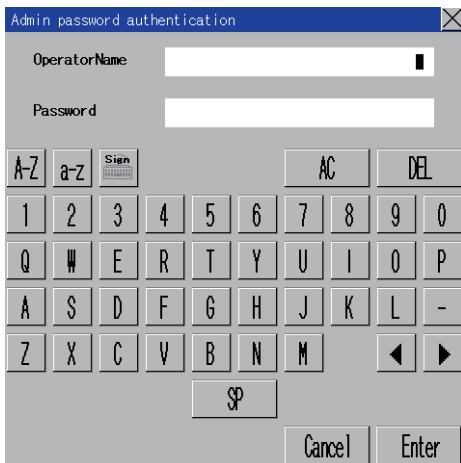 Admin password authentication
OperatorName
Password
A-Z a-z Sign AC DEL
1 2 3 4 5 6 7 8 9 0
Q W E R T Y U I O P
A S D F G H J K L -
Z X C V B N M ◀ ▶
SP
Cancel Enter